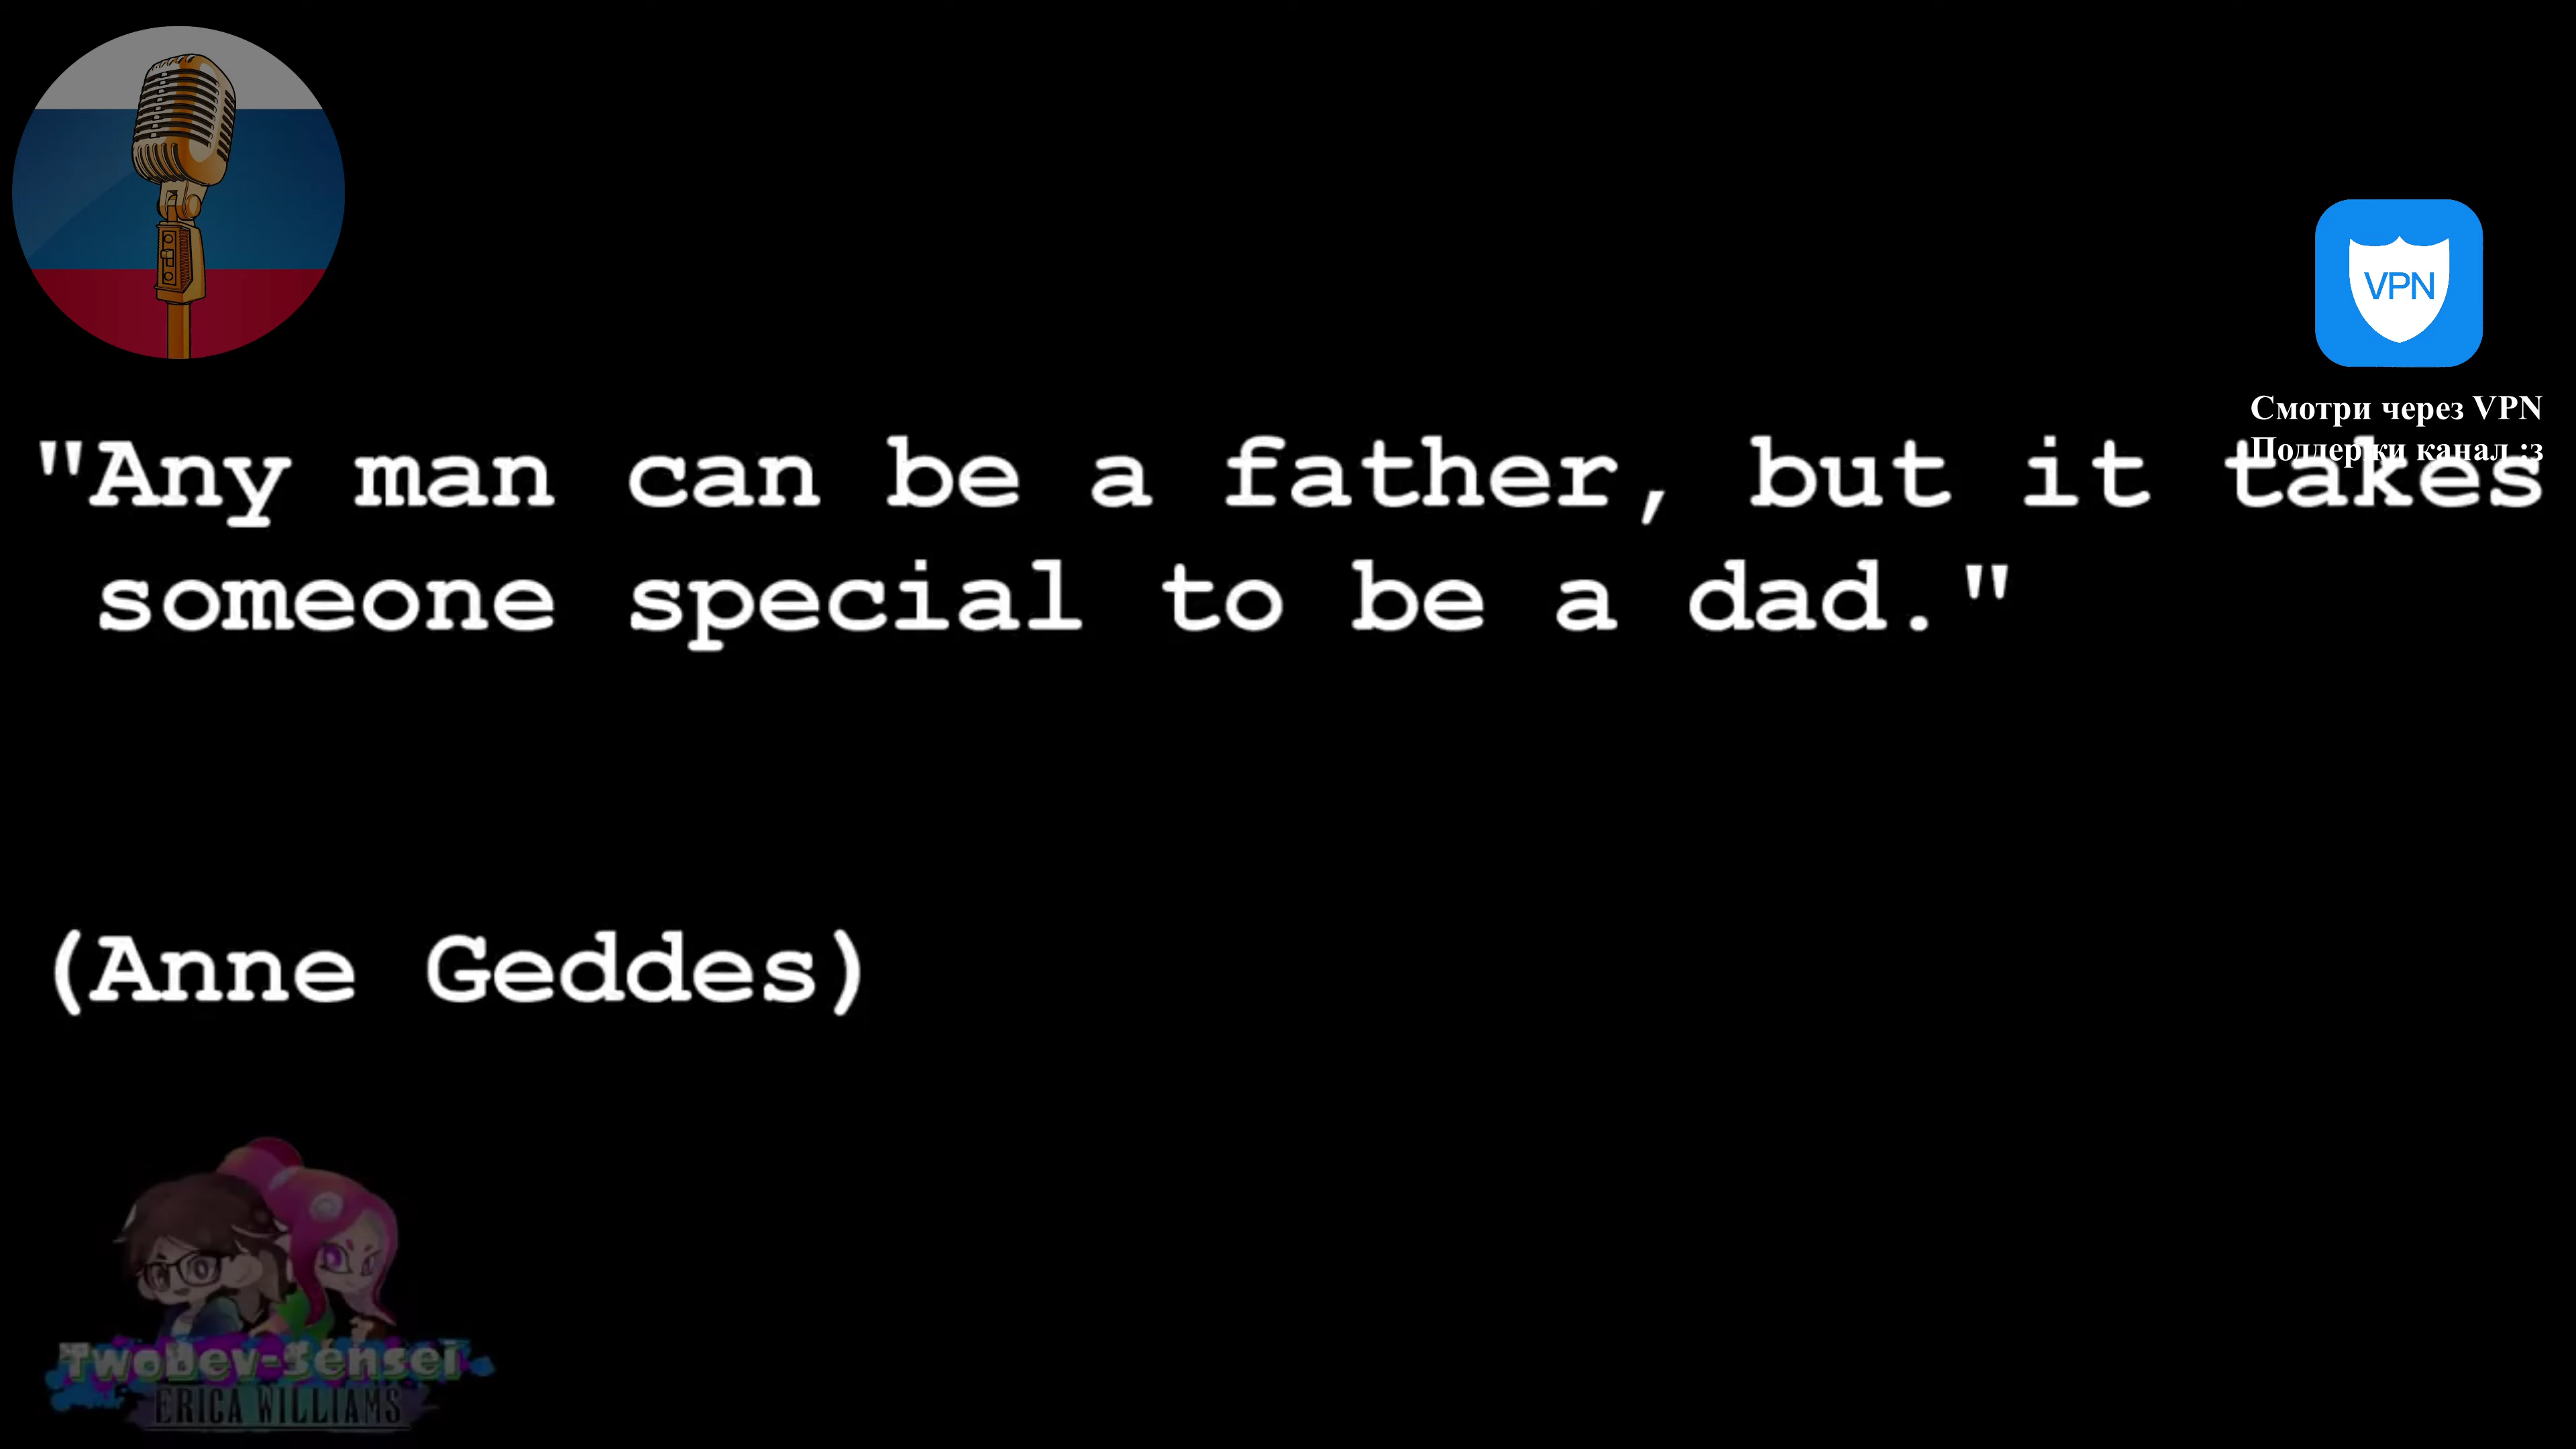 VPN
Смотри через VPN
Поддержи канал :з
"Any man can be a father, but it takes
someone special to be a dad."
(Anne Geddes)
TwoDev-Sensei
ERICA WILLIAMS